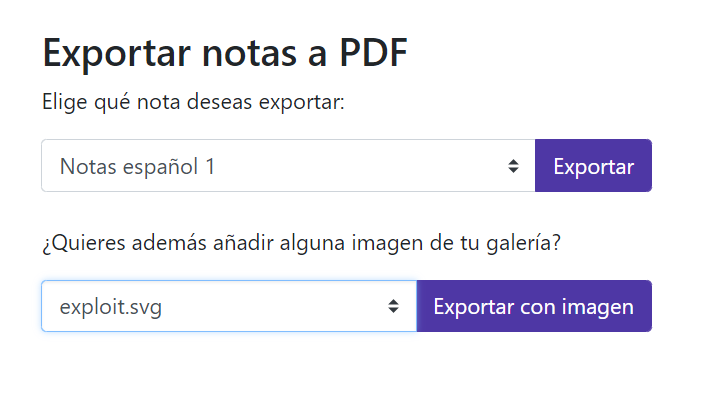 Exportar notas a PDF
Elige qué nota deseas exportar:
Notas español 1 Exportar
¿Quieres además añadir alguna imagen de tu galería?
exploit.svg Exportar con imagen